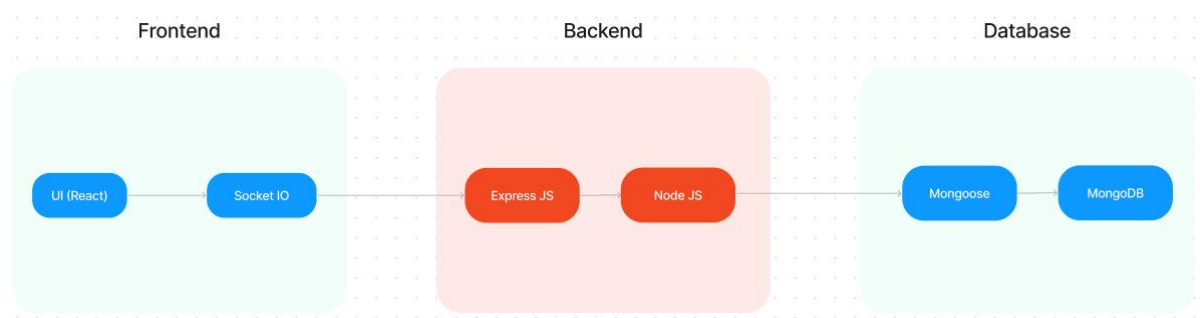 Frontend
Backend
Database
UI (React)
Socket IO
Express JS
Node JS
Mongoose
MongoDB